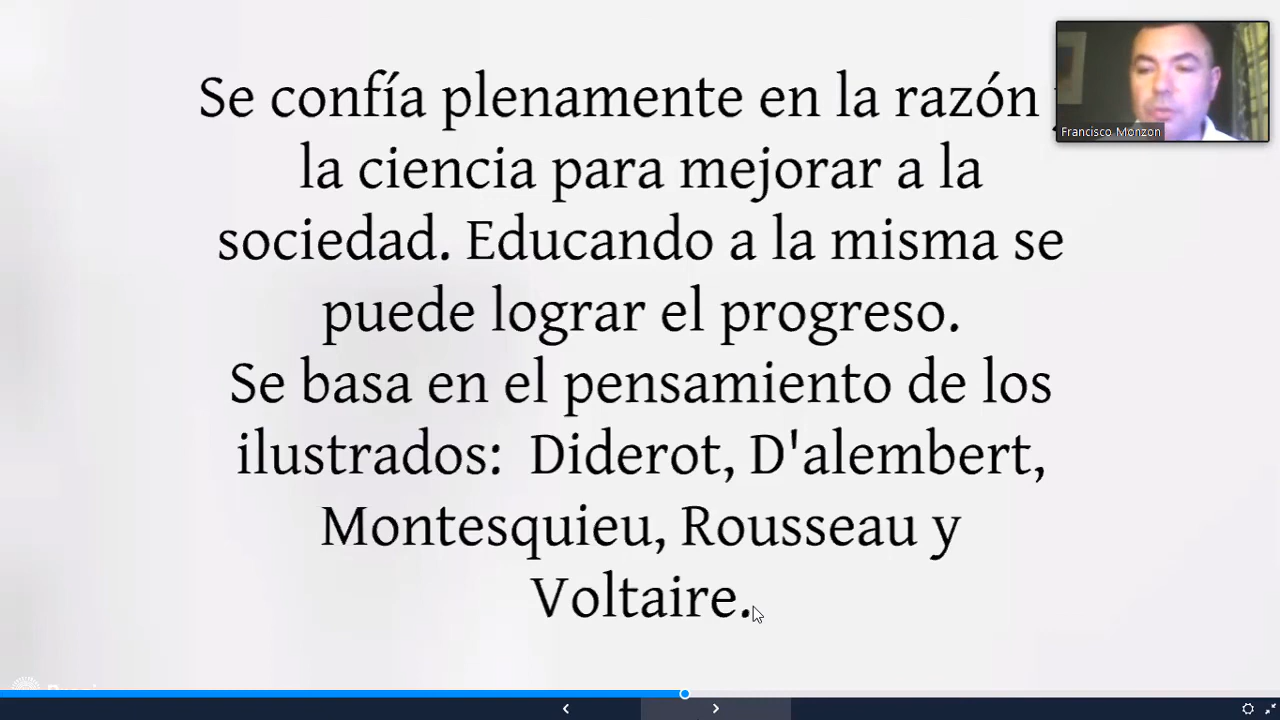 Se confía plenamente en la razón
la ciencia para mejorar a la
sociedad. Educando a la misma se
puede lograr el progreso.
Se basa en el pensamiento de los
ilustrados: Diderot, D'alembert,
Montesquieu, Rousseau y
Voltaire.
Francisco Monzon